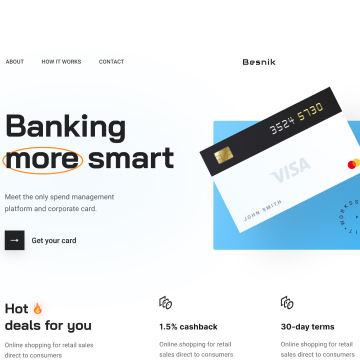 ABOUT HOW IT WORKS CONTACT Besnik
Banking
more smart
3524 5730
VISA
JOHN SMITH
Meet the only spend management
platform and corporate card.
→ Get your card
Hot 🔥
deals for you
Online shopping for retail sales
direct to consumers
1.5% cashback
Online shopping for retail
sales direct to consumers
30-day terms
Online shopping for retail
sales direct to consumers